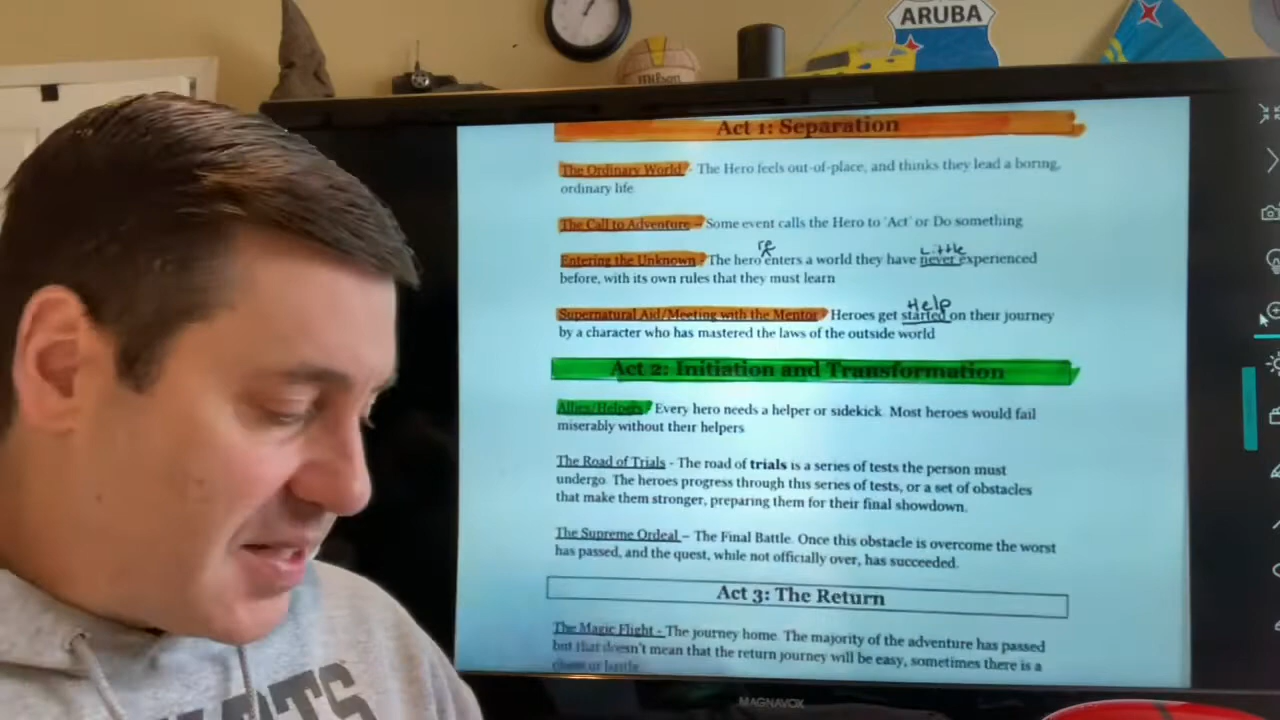 ARUBA
Wilson
Act 1: Separation
The Ordinary World - The Hero feels out-of-place, and thinks they lead a boring,
ordinary life
The Call to Adventure – Some event calls the Hero to 'Act' or Do something
re Little
Entering the Unknown - The hero enters a world they have never experienced
before, with its own rules that they must learn
Help
Supernatural Aid/Meeting with the Mentor - Heroes get started on their journey
by a character who has mastered the laws of the outside world
Act 2: Initiation and Transformation
Allies/Helpers - Every hero needs a helper or sidekick. Most heroes would fail
miserably without their helpers
The Road of Trials - The road of trials is a series of tests the person must
undergo. The heroes progress through this series of tests, or a set of obstacles
that make them stronger, preparing them for their final showdown.
The Supreme Ordeal – The Final Battle. Once this obstacle is overcome the worst
has passed, and the quest, while not officially over, has succeeded.
Act 3: The Return
The Magic Flight - The journey home. The majority of the adventure has passed
but that doesn't mean that the return journey will be easy, sometimes there is a
chase or battle
MAGNAVOX